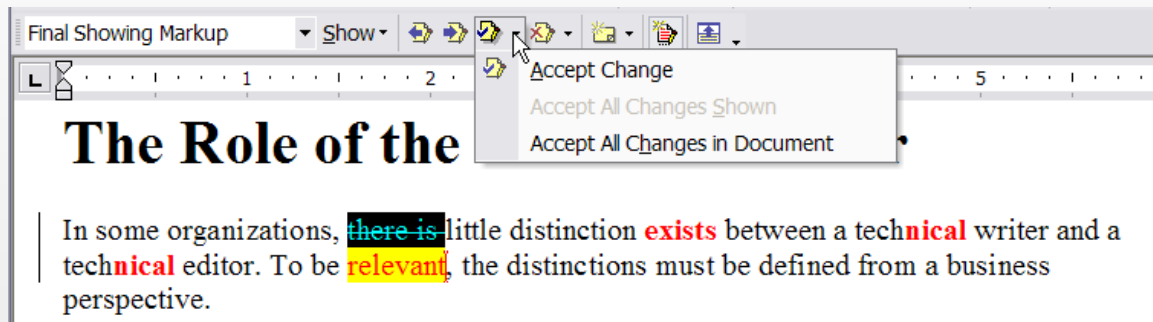 Final Showing Markup Show
Accept Change
L 1 2 5
Accept All Changes Shown
Accept All Changes in Document
The Role of the r
In some organizations, there is little distinction exists between a technical writer and a
technical editor. To be relevant, the distinctions must be defined from a business
perspective.